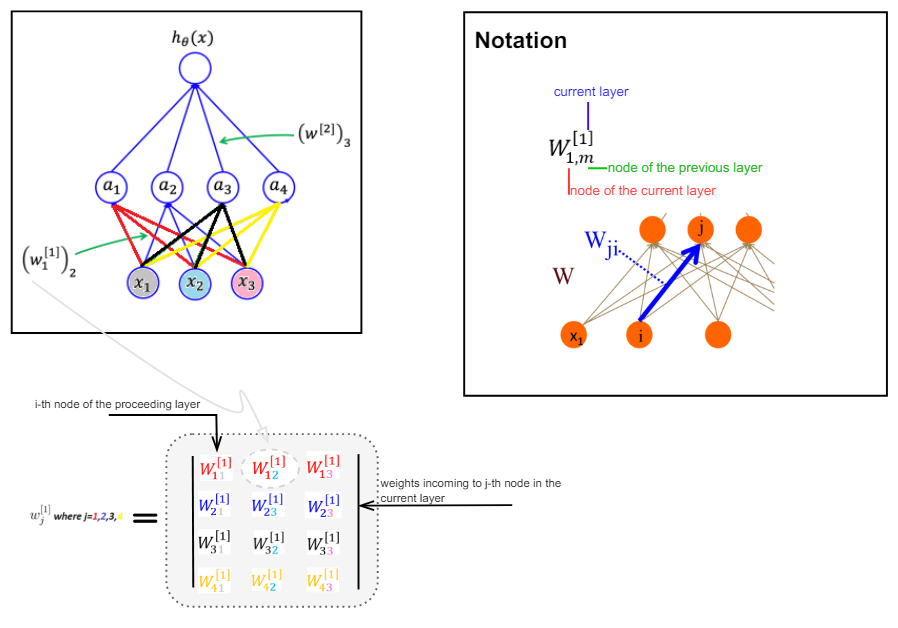 h_θ(x)
(w^[2])_3
a_1 a_2 a_3 a_4
(w_1^[1])_2
x_1 x_2 x_3
Notation
current layer
W_{1,m}^[1]
node of the previous layer
node of the current layer
W_{ji}
j
W
x_1 i
i-th node of the proceeding layer
W_{11}^[1] W_{12}^[1] W_{13}^[1]
weights incoming to j-th node in the
current layer
w_j^[1] where j=1,2,3,4 =
W_{21}^[1] W_{23}^[1] W_{23}^[1]
W_{31}^[1] W_{32}^[1] W_{33}^[1]
W_{41}^[1] W_{42}^[1] W_{43}^[1]